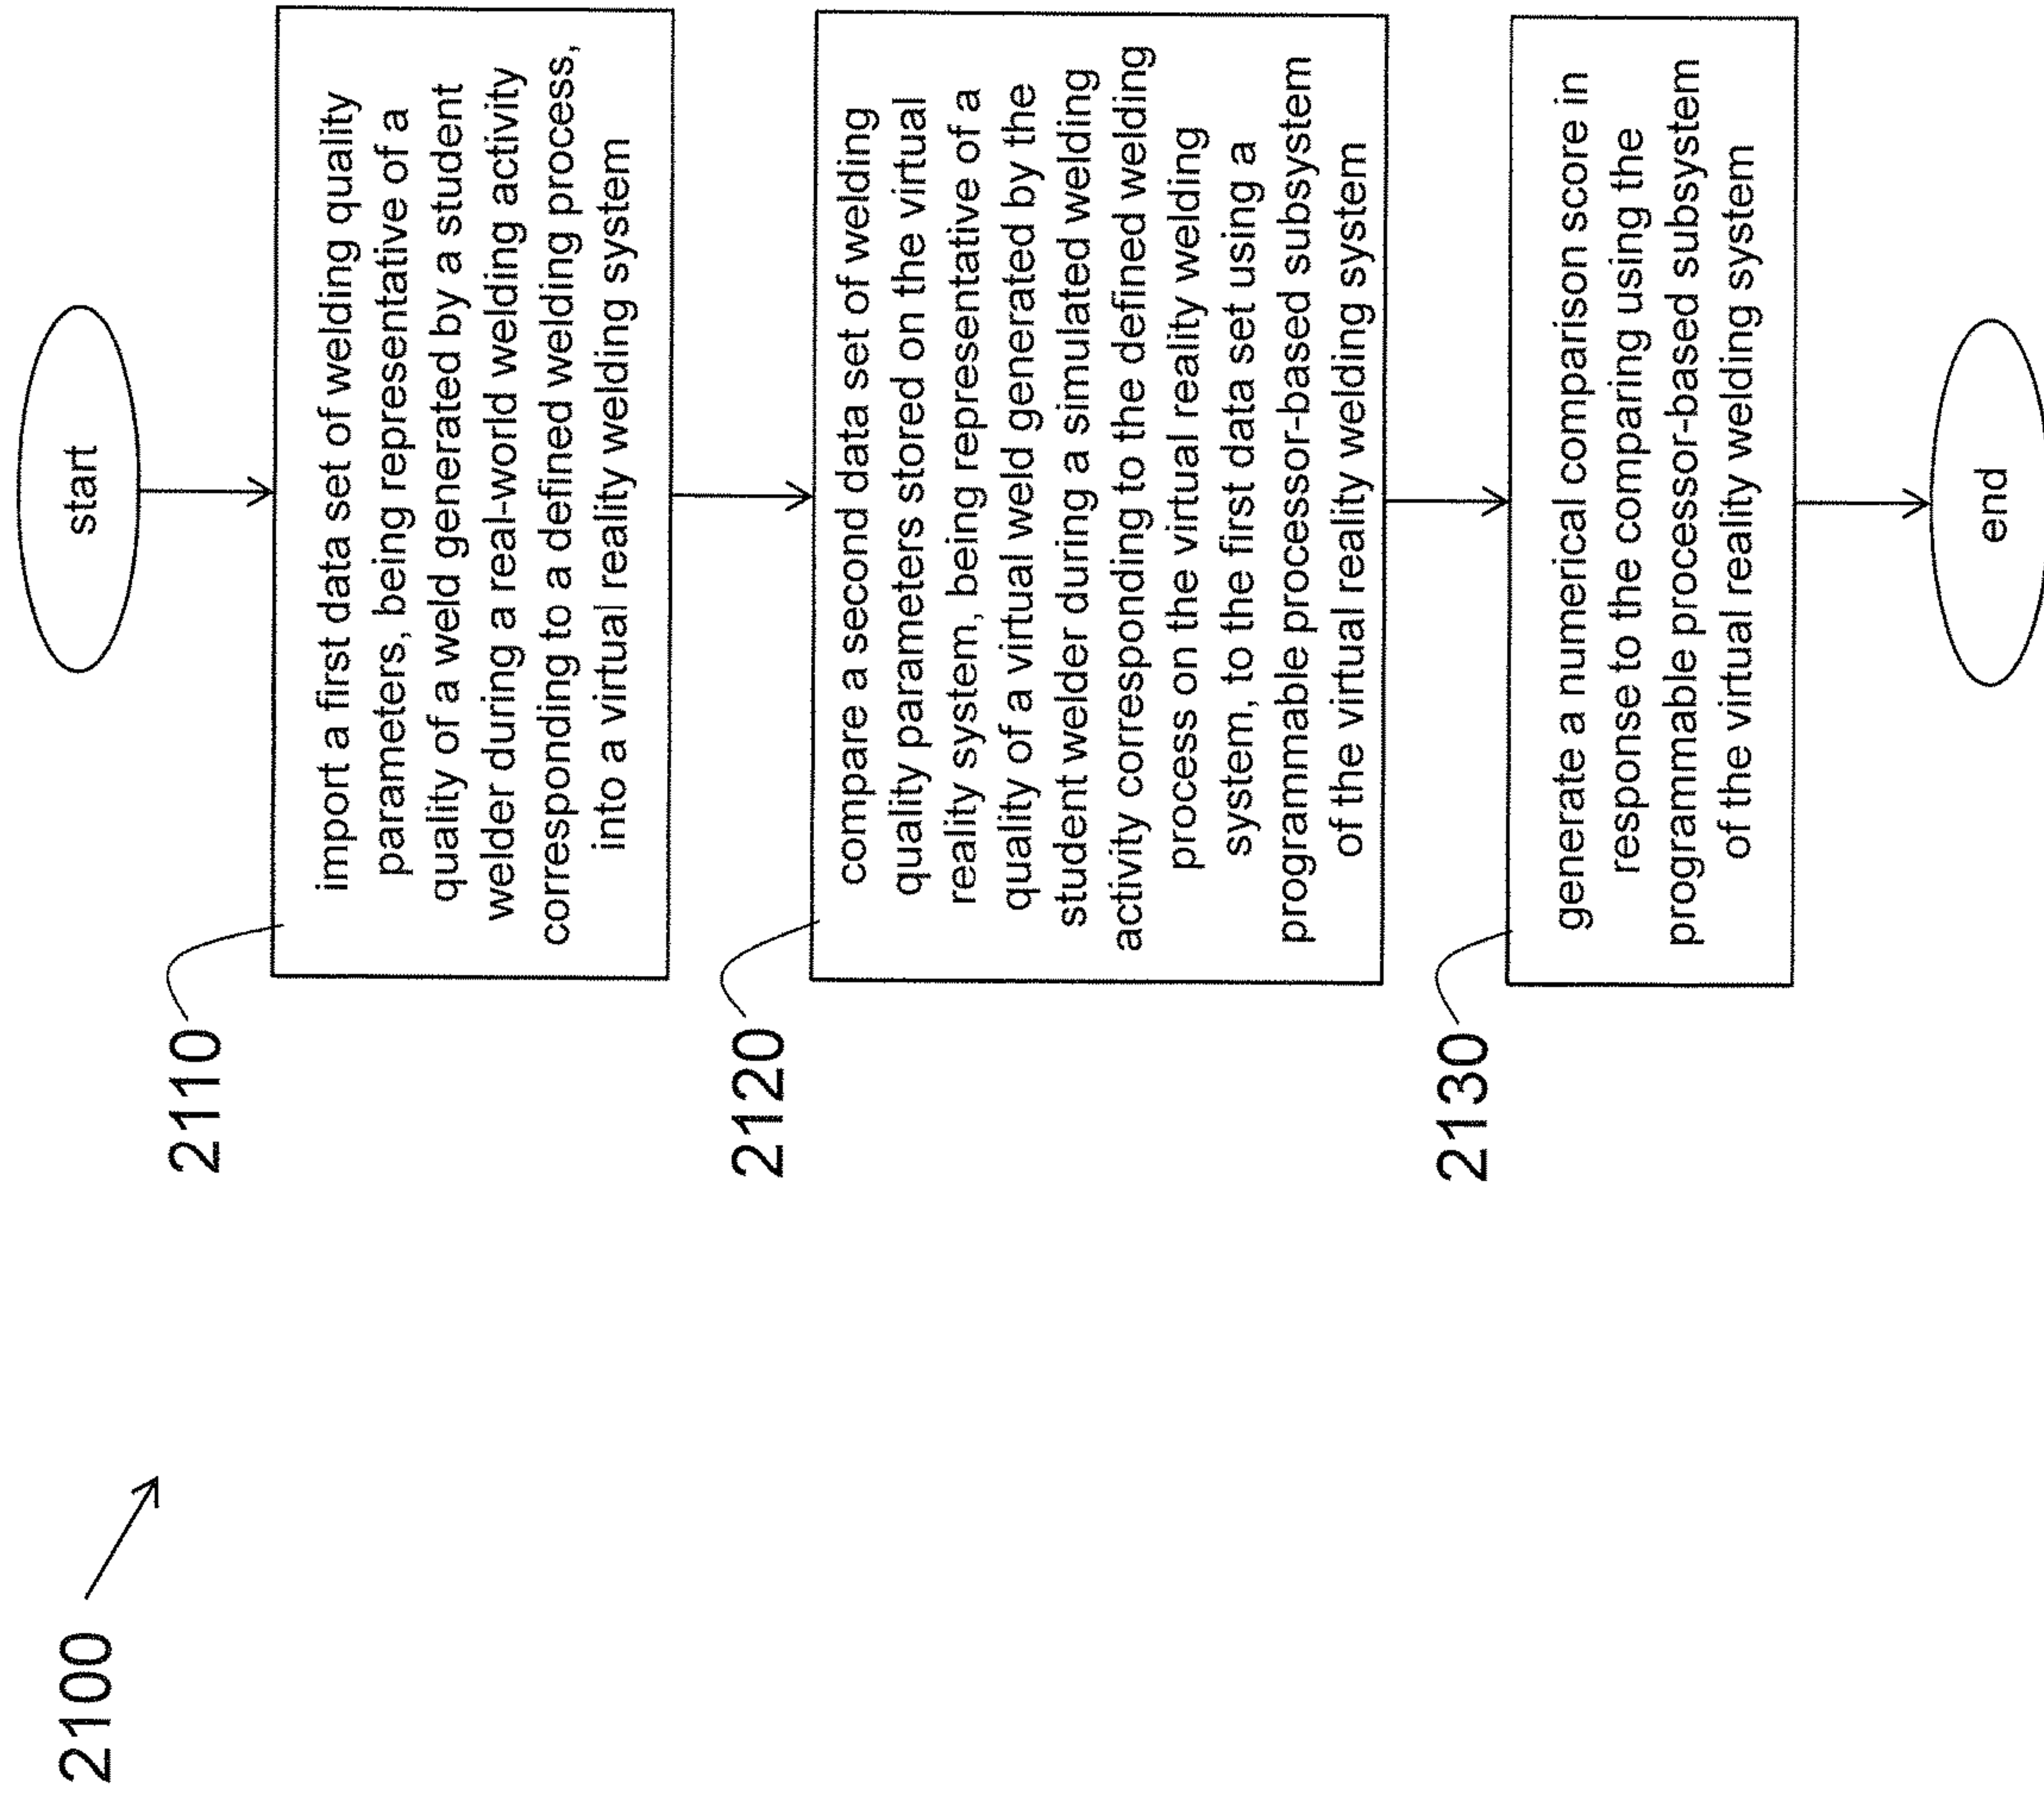 2100
start
2110
import a first data set of welding quality
parameters, being representative of a
quality of a weld generated by a student
welder during a real-world welding activity
corresponding to a defined welding process,
into a virtual reality welding system
2120
compare a second data set of welding
quality parameters stored on the virtual
reality system, being representative of a
quality of a virtual weld generated by the
student welder during a simulated welding
activity corresponding to the defined welding
process on the virtual reality welding
system, to the first data set using a
programmable processor-based subsystem
of the virtual reality welding system
2130
generate a numerical comparison score in
response to the comparing using the
programmable processor-based subsystem
of the virtual reality welding system
end